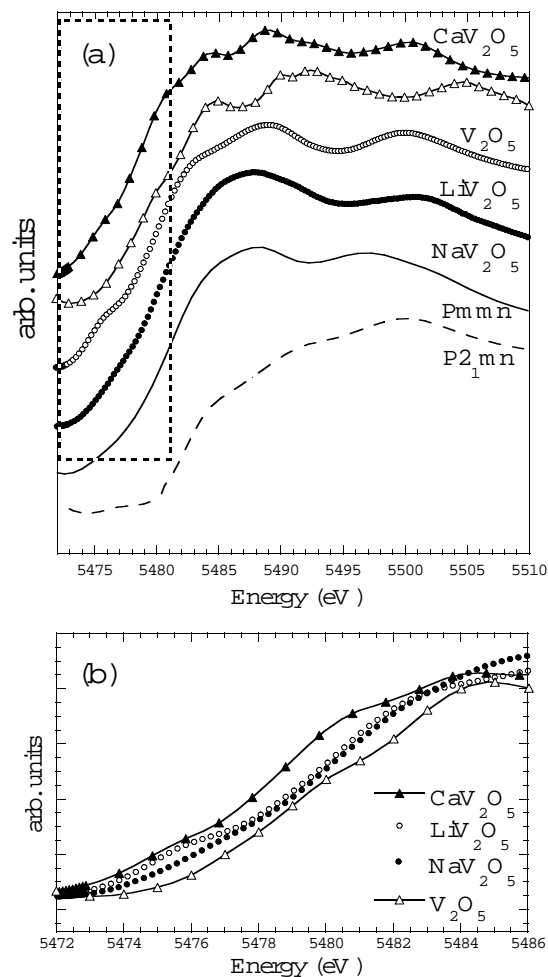 (a)
CaV2O5
V2O5
LiV2O5
NaV2O5
Pmmn
P21mn
arb.units
5475 5480 5485 5490 5495 5500 5505 5510
Energy (eV)
(b)
arb.units
CaV2O5
LiV2O5
NaV2O5
V2O5
5472 5474 5476 5478 5480 5482 5484 5486
Energy (eV)